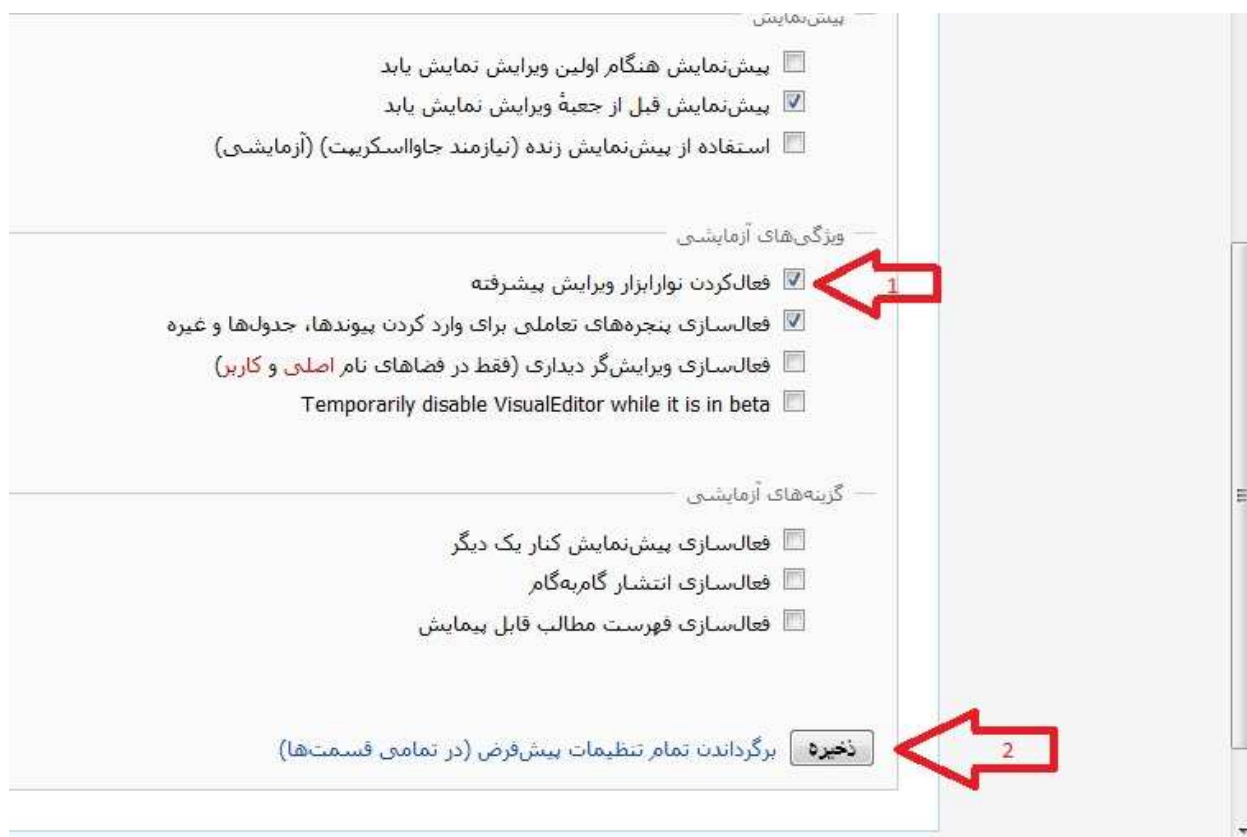 پیش‌نمایش
پیش‌نمایش هنگام اولین ویرایش نمایش یابد
پیش‌نمایش قبل از جعبهٔ ویرایش نمایش یابد
استفاده از پیش‌نمایش زنده (نیازمند جاوااسکریپت) (آزمایشی)
ویژگی‌های آزمایشی
فعال‌کردن نوارابزار ویرایش پیشرفته
1
فعال‌سازی پنجره‌های تعاملی برای وارد کردن پیوندها، جدول‌ها و غیره
فعال‌سازی ویرایش‌گر دیداری (فقط در فضاهای نام اصلی و کاربر)
Temporarily disable VisualEditor while it is in beta
گزینه‌های آزمایشی
فعال‌سازی پیش‌نمایش کنار یک دیگر
فعال‌سازی انتشار گام‌به‌گام
فعال‌سازی فهرست مطالب قابل پیمایش
ذخیره برگرداندن تمام تنظیمات پیش‌فرض (در تمامی قسمت‌ها)
2